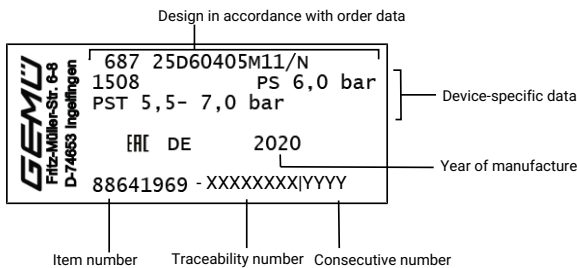 Design in accordance with order data
GEMÜ
Fritz-Müller-Str. 6-8
D-74653 Ingelfingen
687 25D60405M11/N
1508 PS 6,0 bar
PST 5,5- 7,0 bar
Device-specific data
EAC DE 2020
Year of manufacture
88641969 -XXXXXXXX|YYYY
Item number Traceability number Consecutive number